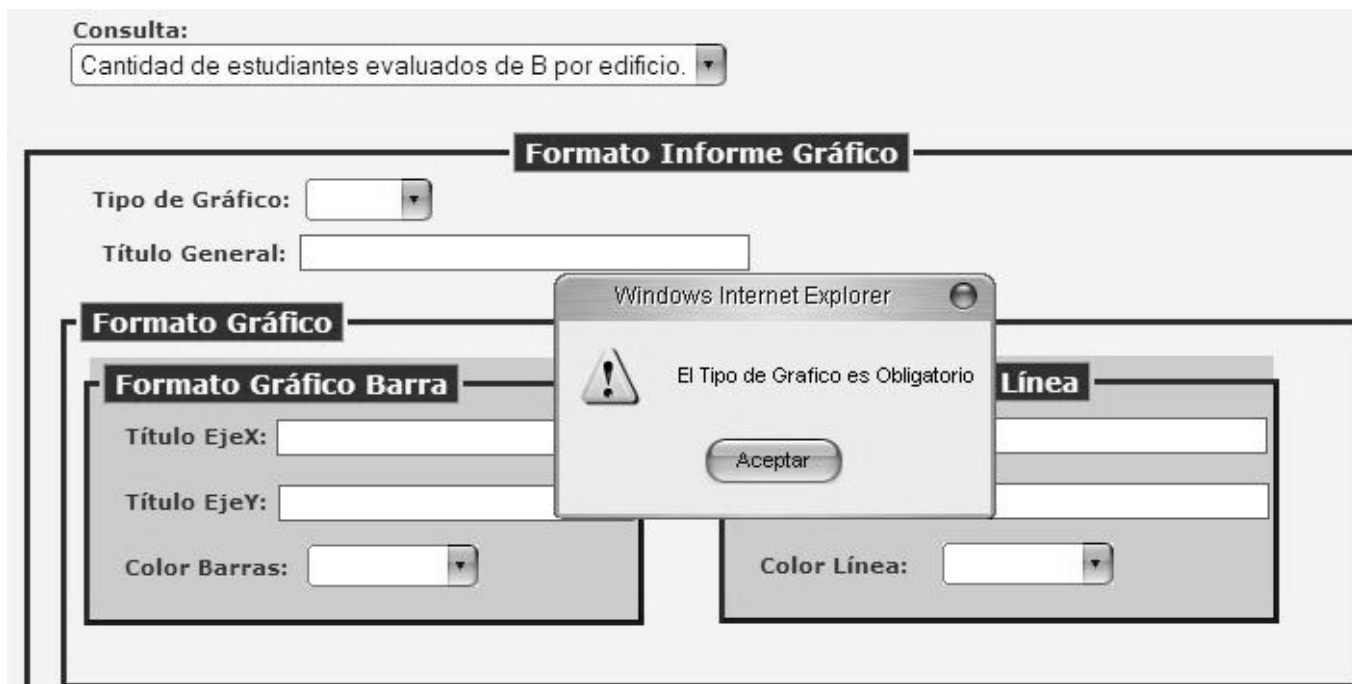 Consulta:
Cantidad de estudiantes evaluados de B por edificio.
Formato Informe Gráfico
Tipo de Gráfico:
Título General:
Windows Internet Explorer
El Tipo de Grafico es Obligatorio
Aceptar
Formato Gráfico
Formato Gráfico Barra
Título EjeX:
Título EjeY:
Color Barras:
Línea
Color Línea: